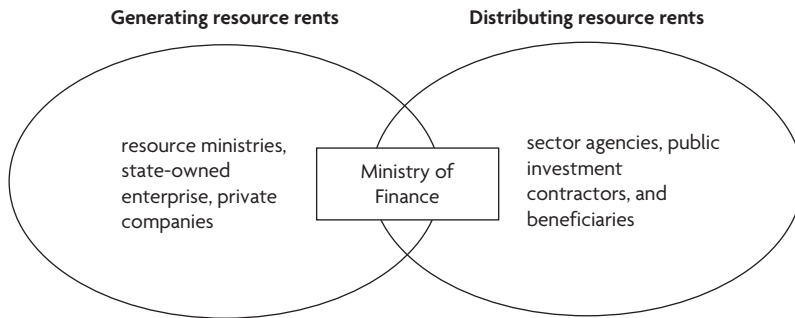 Generating resource rents
Distributing resource rents
resource ministries,
state-owned
enterprise, private
companies
Ministry of
Finance
sector agencies, public
investment
contractors, and
beneficiaries